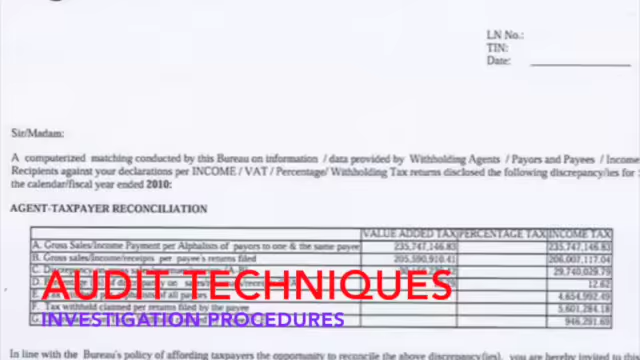 LN No.:
TIN:
Date:
Sir/Madam:
A computerized matching conducted by this Bureau on information / data provided by Withholding Agents / Payors and Payees / Income
Recipients against your declarations per INCOME / VAT / Percentage/ Withholding Tax returns disclosed the following discrepancy/ies for
the calendar/fiscal year ended 2010:
AGENT-TAXPAYER RECONCILIATION
VALUE ADDED TAX PERCENTAGE TAX INCOME TAX
A. Gross Sales/Income Payment per Alphalists of payors to one & the same payee 235,747,146.83 235,747,146.83
B. Gross sales/income/receipts per payee's returns filed 205,590,910.41 206,007,117.04
C. 29,740,029.79
D. 12.62
AUDIT TECHNIQUES
E. of all payors 4,654,992.49
F. Tax withheld claimed per returns filed by the payee 5,601,284.18
INVESTIGATION PROCEDURES
G. 946,291.69
In line with the Bureau's policy of affording taxpayers the opportunity to reconcile the above discrepancy(ies), you are hereby invited to